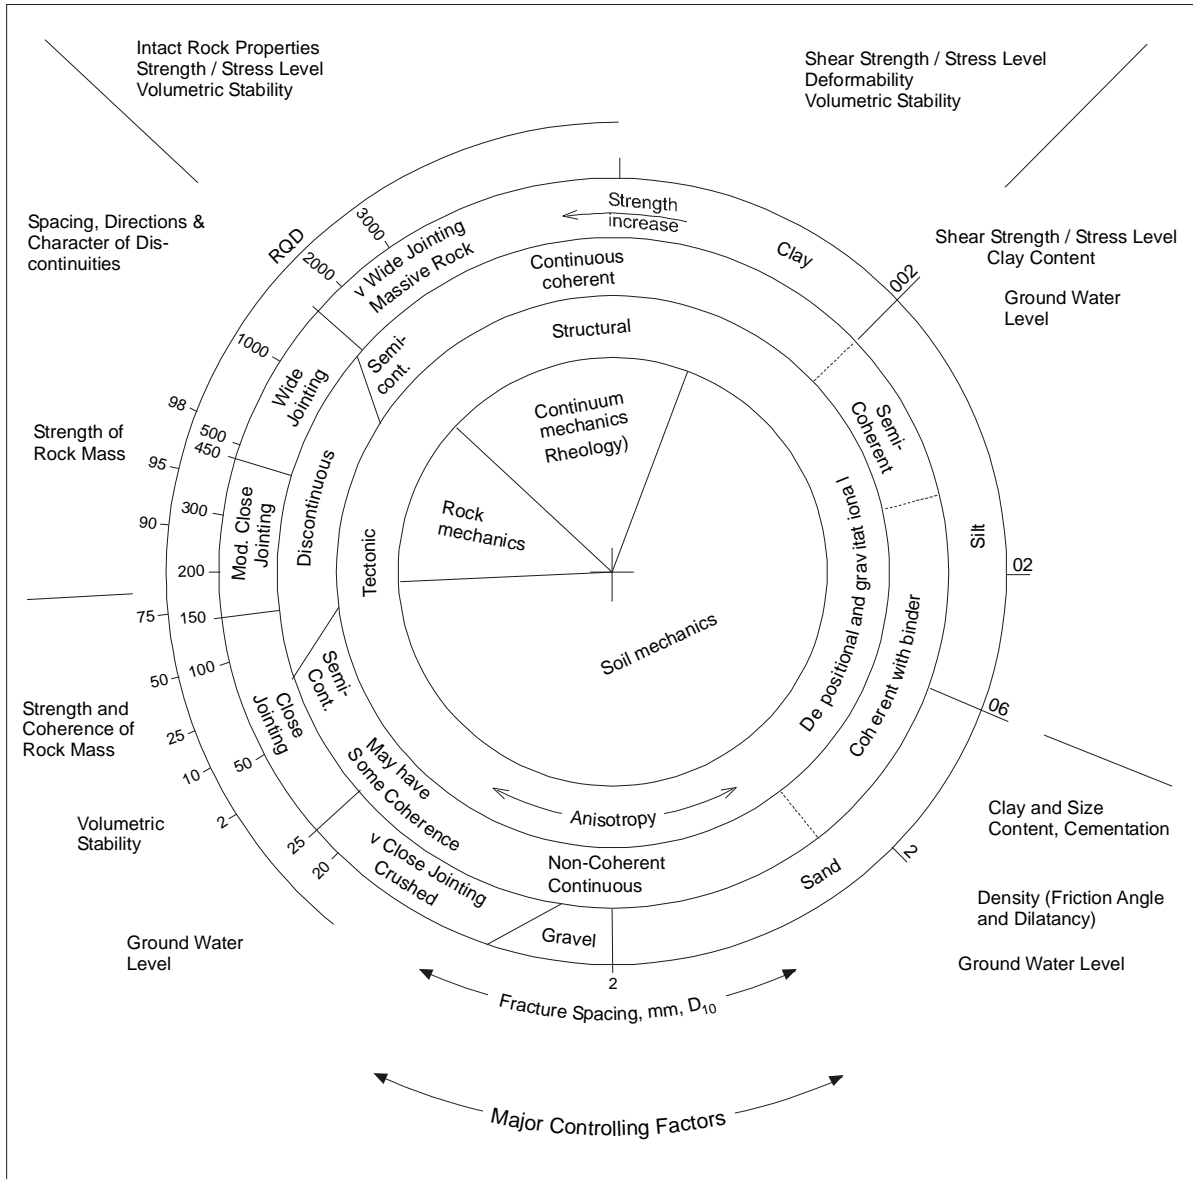 Intact Rock Properties
Strength / Stress Level
Volumetric Stability
Shear Strength / Stress Level
Deformability
Volumetric Stability
Spacing, Directions &
Character of Dis-
continuities
Shear Strength / Stress Level
Clay Content
Ground Water
Level
Strength of
Rock Mass
Strength and
Coherence of
Rock Mass
Volumetric
Stability
Ground Water
Level
Clay and Size
Content, Cementation
Density (Friction Angle
and Dilatancy)
Ground Water Level
RQD
98
95
90
75
50
25
10
2
3000
2000
1000
500
450
300
200
150
100
50
25
20
2
2
06
02
002
Strength
increase
Clay
Silt
Sand
Gravel
v Close Jointing
Crushed
Close
Jointing
Mod. Close
Jointing
Wide
Jointing
v Wide Jointing
Massive Rock
Continuous
coherent
Semi-
Coherent
Coherent with binder
Non-Coherent
Continuous
May have
Some Coherence
Semi-
Cont.
Discontinuous
Semi-
cont.
Structural
De positional and gravitat ional
Anisotropy
Tectonic
Continuum
mechanics
Rheology)
Rock
mechanics
Soil mechanics
Fracture Spacing, mm, D10
Major Controlling Factors